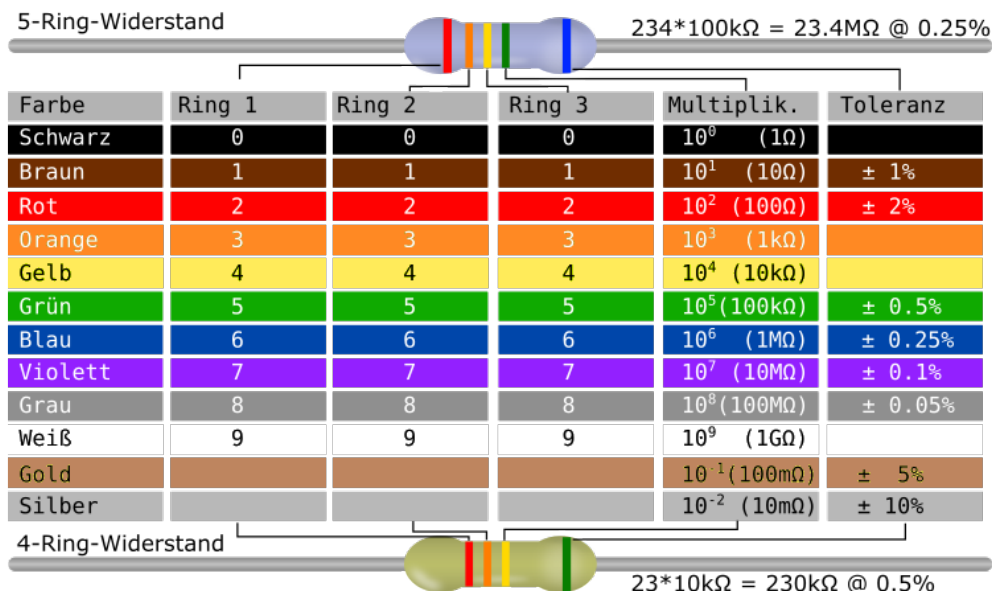 5-Ring-Widerstand 234*100kΩ = 23.4MΩ @ 0.25%
Farbe Ring 1 Ring 2 Ring 3 Multiplik. Toleranz
Schwarz 0 0 0 10⁰ (1Ω)
Braun 1 1 1 10¹ (10Ω) ± 1%
Rot 2 2 2 10² (100Ω) ± 2%
Orange 3 3 3 10³ (1kΩ)
Gelb 4 4 4 10⁴ (10kΩ)
Grün 5 5 5 10⁵(100kΩ) ± 0.5%
Blau 6 6 6 10⁶ (1MΩ) ± 0.25%
Violett 7 7 7 10⁷ (10MΩ) ± 0.1%
Grau 8 8 8 10⁸(100MΩ) ± 0.05%
Weiß 9 9 9 10⁹ (1GΩ)
Gold 10⁻¹(100mΩ) ± 5%
Silber 10⁻² (10mΩ) ± 10%
4-Ring-Widerstand 23*10kΩ = 230kΩ @ 0.5%